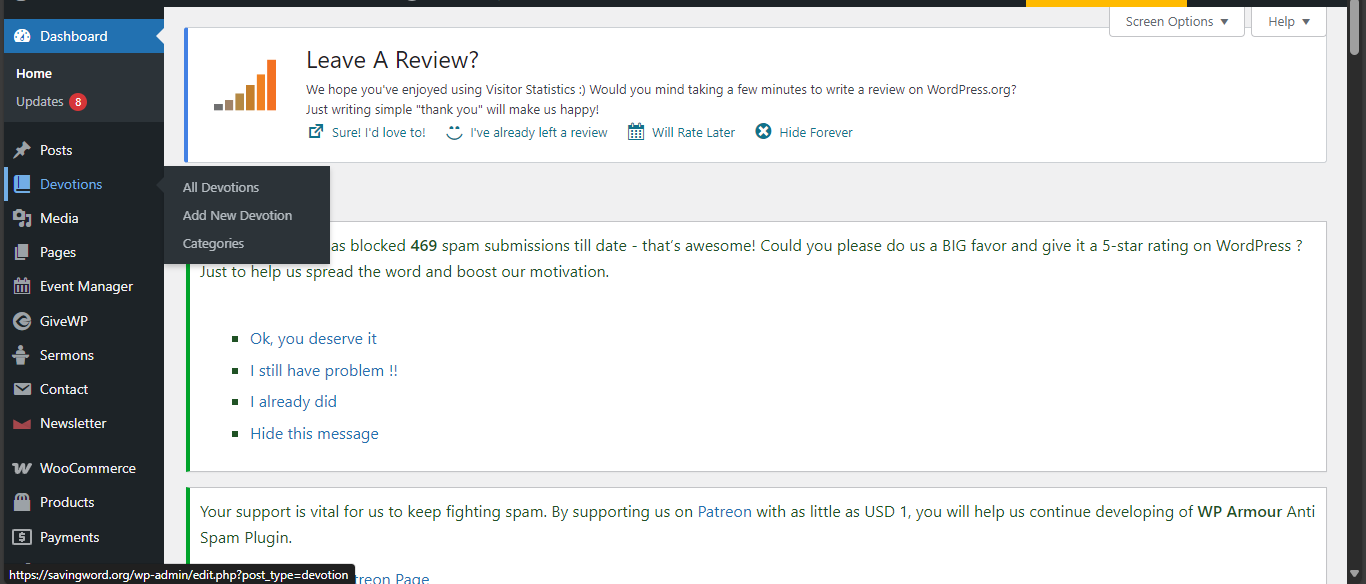 Screen Options
Help
Dashboard
Home
Updates 8
Posts
Devotions
All Devotions
Add New Devotion
Categories
Media
Pages
Event Manager
GiveWP
Sermons
Contact
Newsletter
WooCommerce
Products
Payments
Leave A Review?
We hope you've enjoyed using Visitor Statistics :) Would you mind taking a few minutes to write a review on WordPress.org?
Just writing simple "thank you" will make us happy!
Sure! I'd love to! I've already left a review Will Rate Later Hide Forever
as blocked 469 spam submissions till date - that's awesome! Could you please do us a BIG favor and give it a 5-star rating on WordPress ?
Just to help us spread the word and boost our motivation.
Ok, you deserve it
I still have problem !!
I already did
Hide this message
Your support is vital for us to keep fighting spam. By supporting us on Patreon with as little as USD 1, you will help us continue developing of WP Armour Anti
Spam Plugin.
treon Page
https://savingword.org/wp-admin/edit.php?post_type=devotion